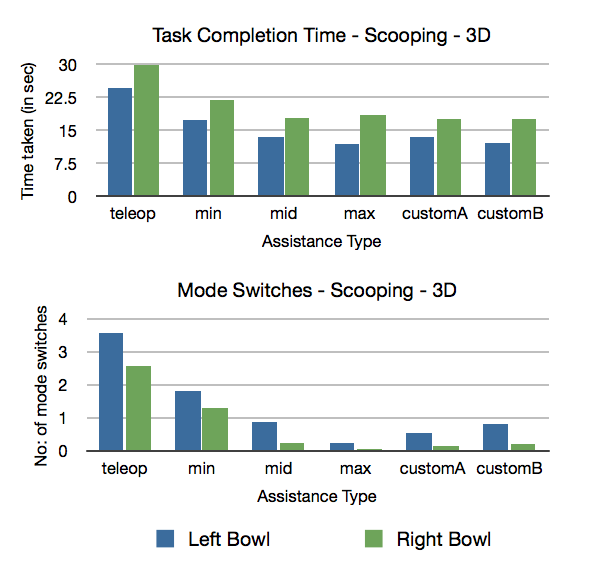 Task Completion Time - Scooping - 3D
Time taken (in sec)
30
22.5
15
7.5
0
teleop min mid max customA customB
Assistance Type
Mode Switches - Scooping - 3D
No: of mode switches
4
3
2
1
0
teleop min mid max customA customB
Assistance Type
Left Bowl Right Bowl